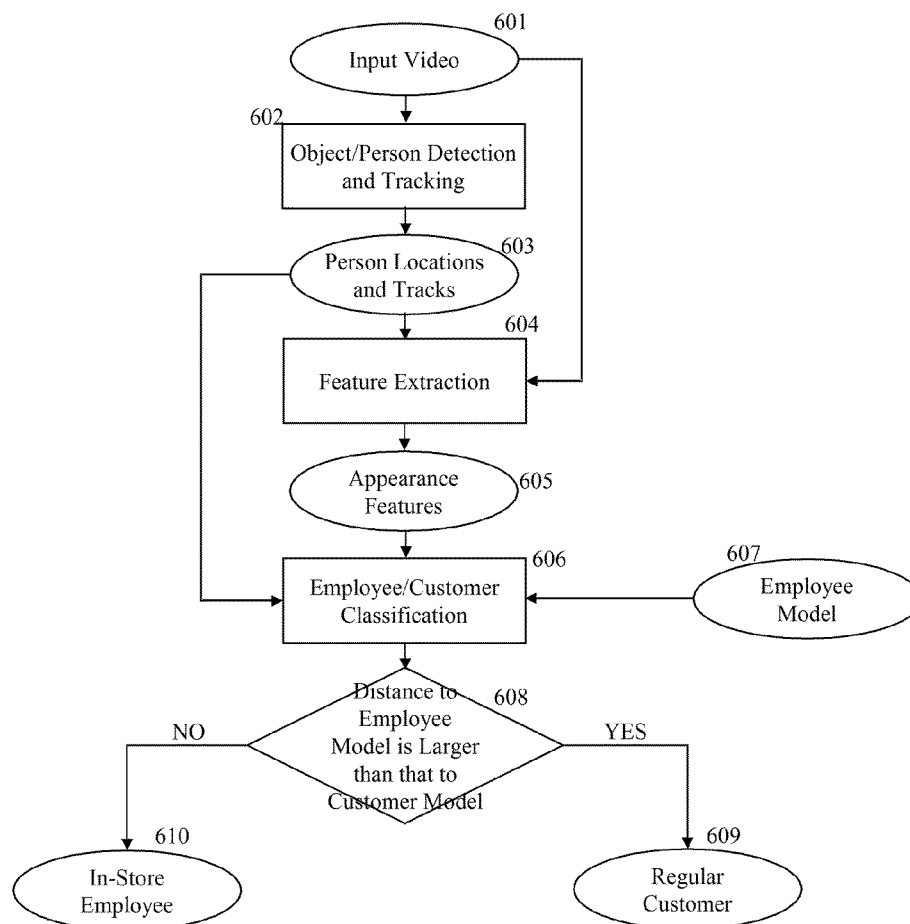 601
Input Video
602
Object/Person Detection
and Tracking
603
Person Locations
and Tracks
604
Feature Extraction
Appearance
Features
605
606
Employee/Customer
Classification
607
Employee
Model
608
Distance to
Employee
Model is Larger
than that to
Customer Model
NO
YES
610
In-Store
Employee
609
Regular
Customer